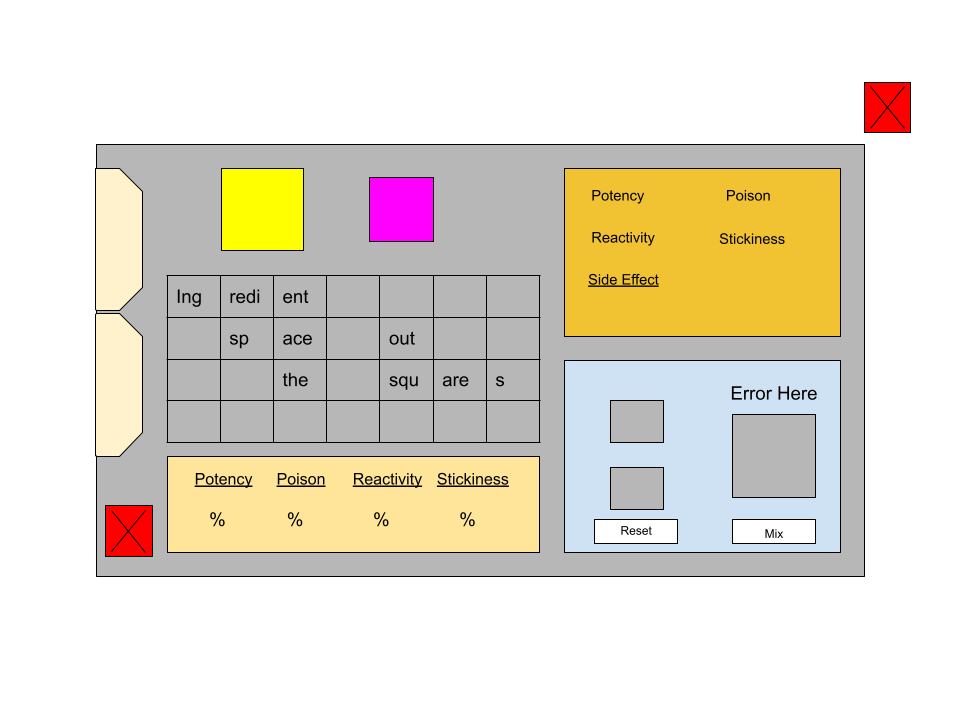 Potency Poison
Reactivity Stickiness
Side Effect
Ing redi ent
sp ace out
the squ are s
Potency Poison Reactivity Stickiness
% % % %
Error Here
Reset Mix